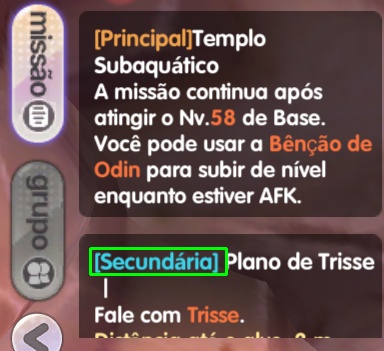 missão
grupo
[Principal]Templo
Subaquático
A missão continua após
atingir o Nv.58 de Base.
Você pode usar a Bênção de
Odin para subir de nível
enquanto estiver AFK.
[Secundária] Plano de Trisse
|
Fale com Trisse.